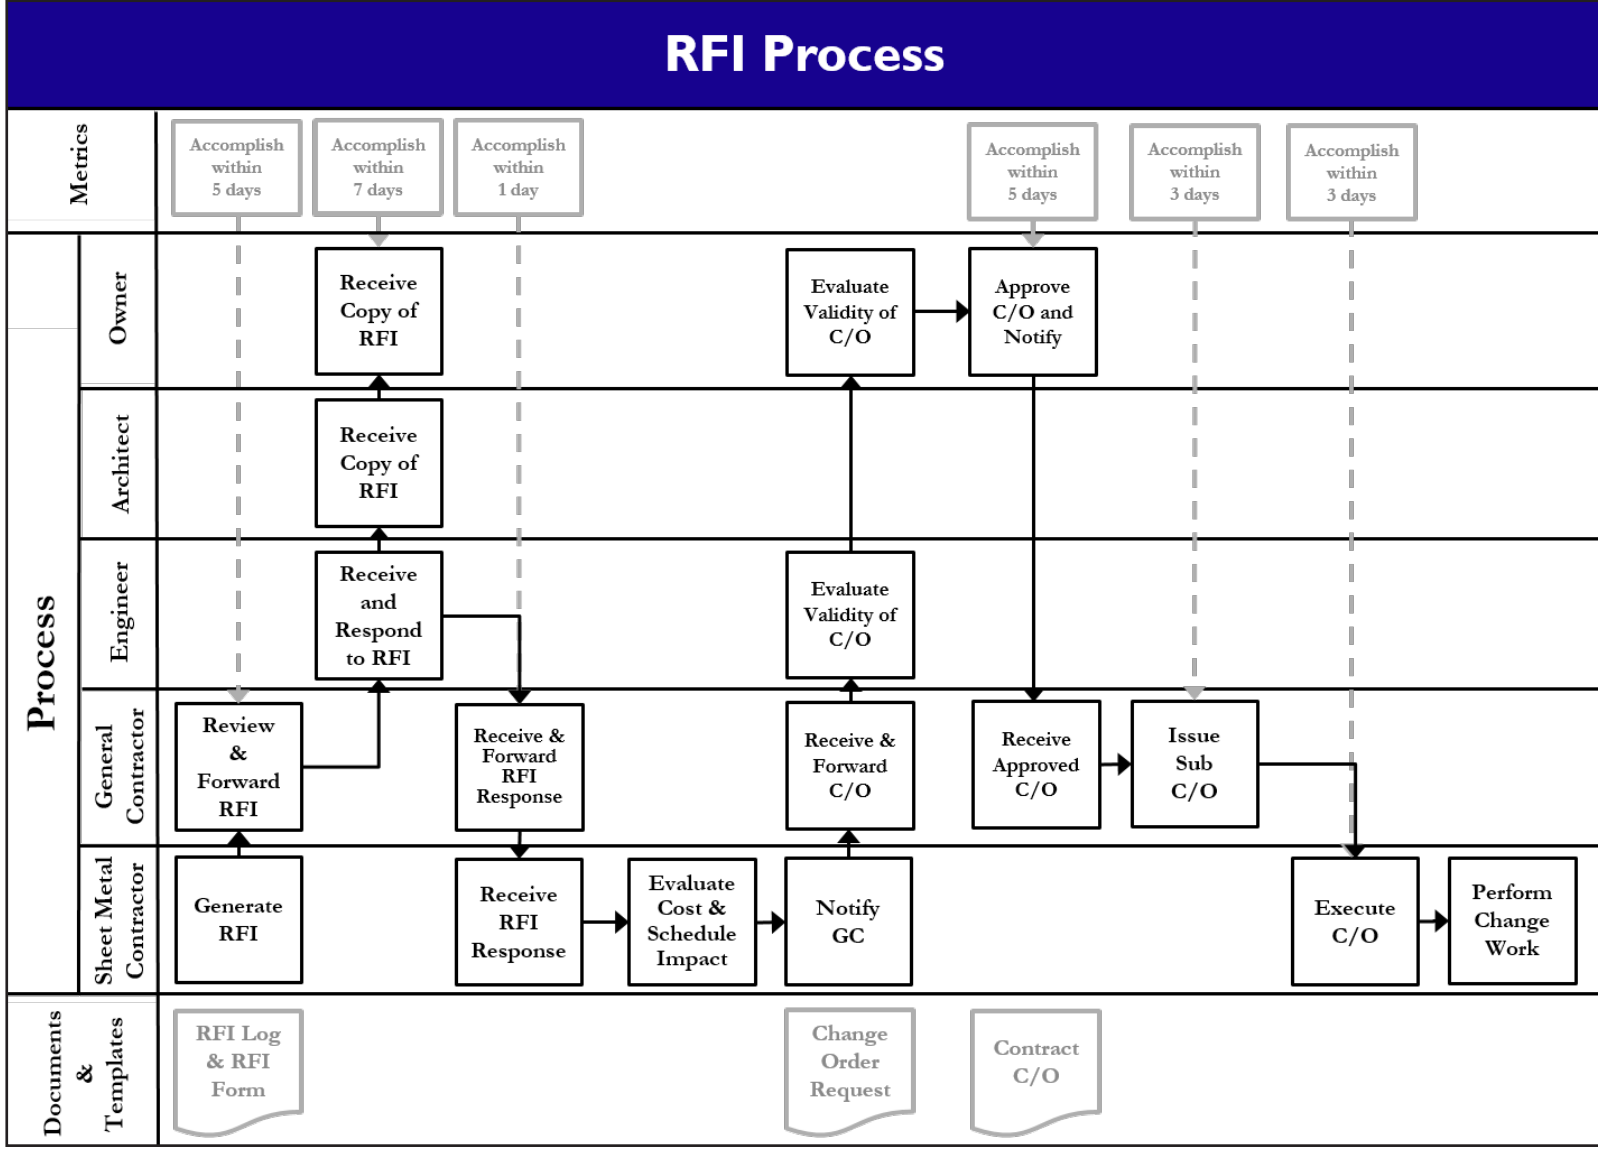 RFI Process
Metrics
Accomplish
within
5 days
Accomplish
within
7 days
Accomplish
within
1 day
Accomplish
within
5 days
Accomplish
within
3 days
Accomplish
within
3 days
Process
Owner
Receive
Copy of
RFI
Evaluate
Validity of
C/O
Approve
C/O and
Notify
Architect
Receive
Copy of
RFI
Engineer
Receive
and
Respond
to RFI
Evaluate
Validity of
C/O
General
Contractor
Review
&
Forward
RFI
Receive &
Forward
RFI
Response
Receive &
Forward
C/O
Receive
Approved
C/O
Issue
Sub
C/O
Sheet Metal
Contractor
Generate
RFI
Receive
RFI
Response
Evaluate
Cost &
Schedule
Impact
Notify
GC
Execute
C/O
Perform
Change
Work
Documents
&
Templates
RFI Log
& RFI
Form
Change
Order
Request
Contract
C/O